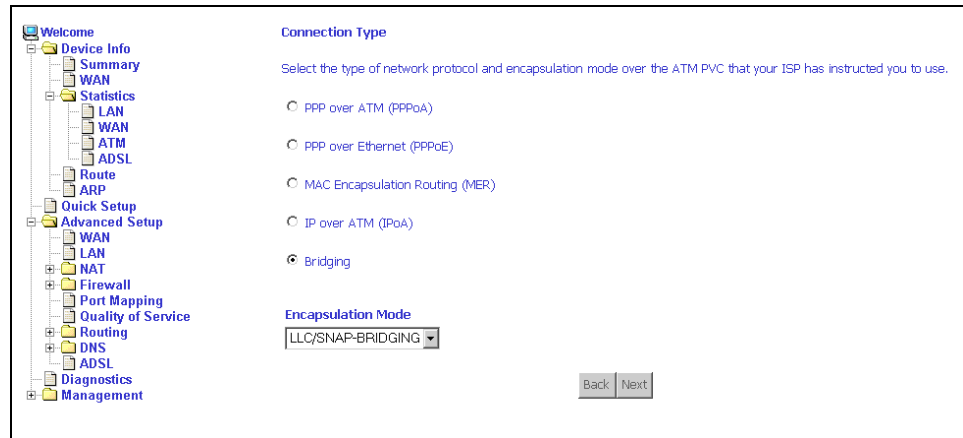 Welcome
Device Info
Summary
WAN
Statistics
LAN
WAN
ATM
ADSL
Route
ARP
Quick Setup
Advanced Setup
WAN
LAN
NAT
Firewall
Port Mapping
Quality of Service
Routing
DNS
ADSL
Diagnostics
Management
Connection Type
Select the type of network protocol and encapsulation mode over the ATM PVC that your ISP has instructed you to use.
PPP over ATM (PPPoA)
PPP over Ethernet (PPPoE)
MAC Encapsulation Routing (MER)
IP over ATM (IPoA)
Bridging
Encapsulation Mode
LLC/SNAP-BRIDGING
Back Next